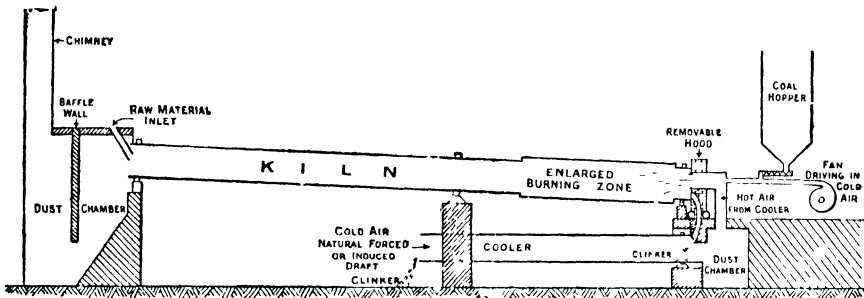 CHIMNEY
BAFFLE
WALL
RAW MATERIAL
INLET
COAL
HOPPER
REMOVABLE
HOOD
FAN
DRIVING IN
COLD
AIR
KILN
ENLARGED
BURNING ZONE
HOT AIR
FROM COOLER
DUST CHAMBER
COLD AIR
NATURAL FORCED
OR INDUCED
DRAFT
CLINKER
COOLER
CLINKER
DUST
CHAMBER